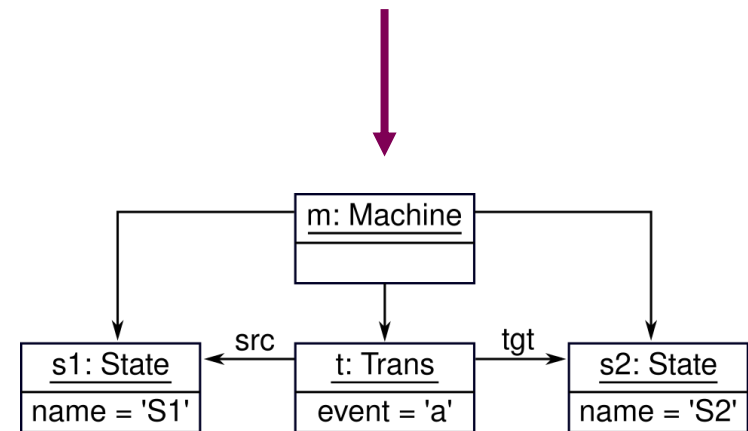 m: Machine
src
tgt
s1: State
t: Trans
s2: State
name = 'S1'
event = 'a'
name = 'S2'